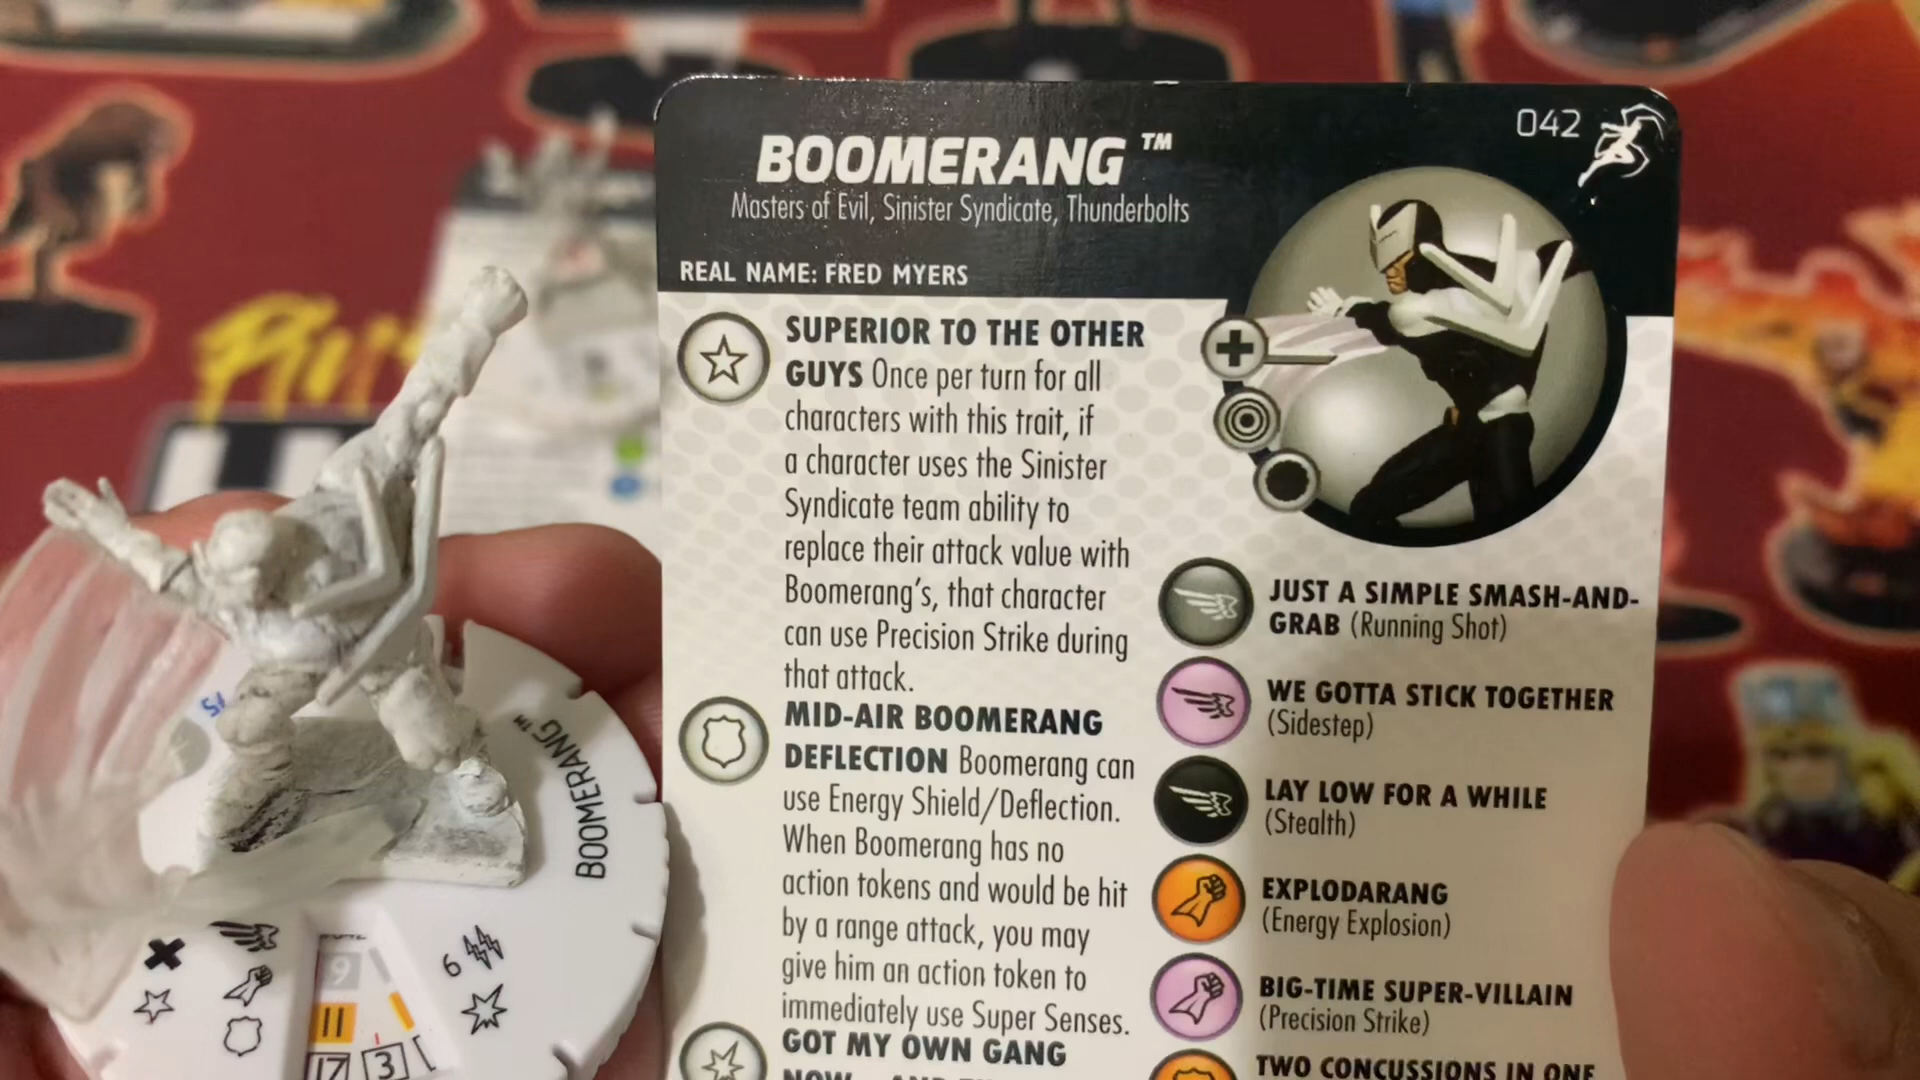 BOOMERANG ™
042
Masters of Evil, Sinister Syndicate, Thunderbolts
REAL NAME: FRED MYERS
SUPERIOR TO THE OTHER
GUYS Once per turn for all
characters with this trait, if
a character uses the Sinister
Syndicate team ability to
replace their attack value with
Boomerang's, that character
can use Precision Strike during
that attack.
MID-AIR BOOMERANG
DEFLECTION Boomerang can
use Energy Shield/Deflection.
When Boomerang has no
action tokens and would be hit
by a range attack, you may
give him an action token to
immediately use Super Senses.
GOT MY OWN GANG
JUST A SIMPLE SMASH-AND-
GRAB (Running Shot)
WE GOTTA STICK TOGETHER
(Sidestep)
LAY LOW FOR A WHILE
(Stealth)
EXPLODARANG
(Energy Explosion)
BIG-TIME SUPER-VILLAIN
(Precision Strike)
TWO CONCUSSIONS IN ONE
BOOMERANG™
15
6
9
11
17 3